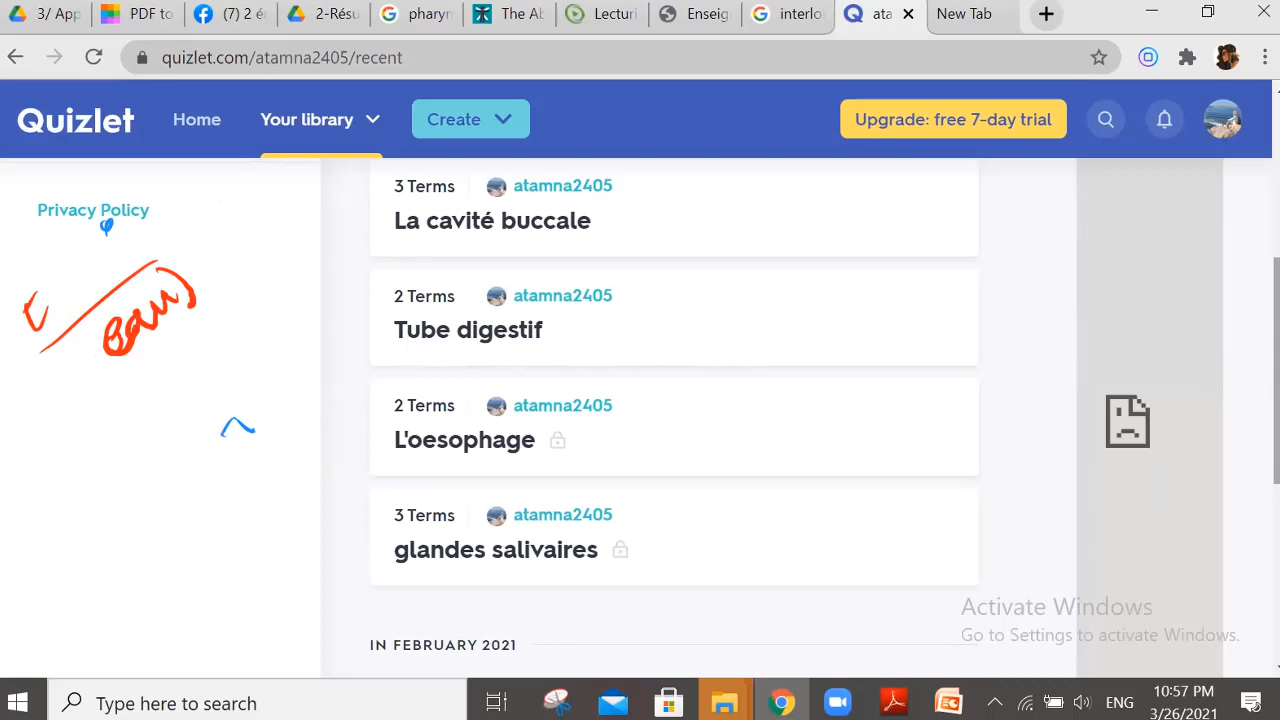 3/ Ap
PDF to
(7) 2 é
2-Résu
pharyn
The Ab
Lecturi
Enseig
interlo
ata
New Tab
quizlet.com/atamna2405/recent
Quizlet
Home
Your library
Create
Upgrade: free 7-day trial
Privacy Policy
3 Terms atamna2405
La cavité buccale
2 Terms atamna2405
Tube digestif
2 Terms atamna2405
L'oesophage
3 Terms atamna2405
glandes salivaires
IN FEBRUARY 2021
Activate Windows
Go to Settings to activate Windows.
Type here to search
ENG
10:57 PM
3/26/2021